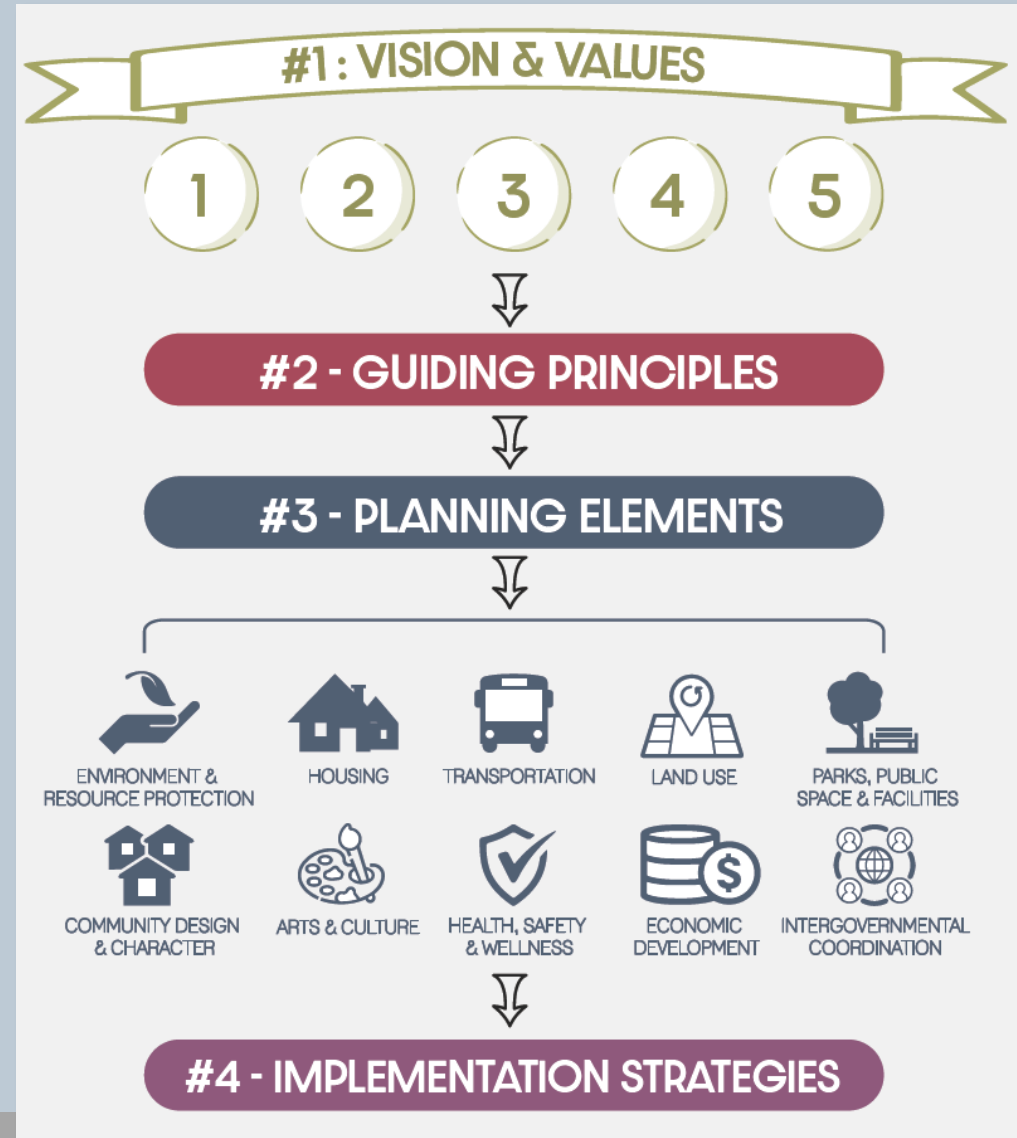 #1: VISION & VALUES
1 2 3 4 5
#2 - GUIDING PRINCIPLES
#3 - PLANNING ELEMENTS
ENVIRONMENT &
RESOURCE PROTECTION
HOUSING
TRANSPORTATION
LAND USE
PARKS, PUBLIC
SPACE & FACILITIES
COMMUNITY DESIGN
& CHARACTER
ARTS & CULTURE
HEALTH, SAFETY
& WELLNESS
$
ECONOMIC
DEVELOPMENT
INTERGOVERNMENTAL
COORDINATION
#4 - IMPLEMENTATION STRATEGIES